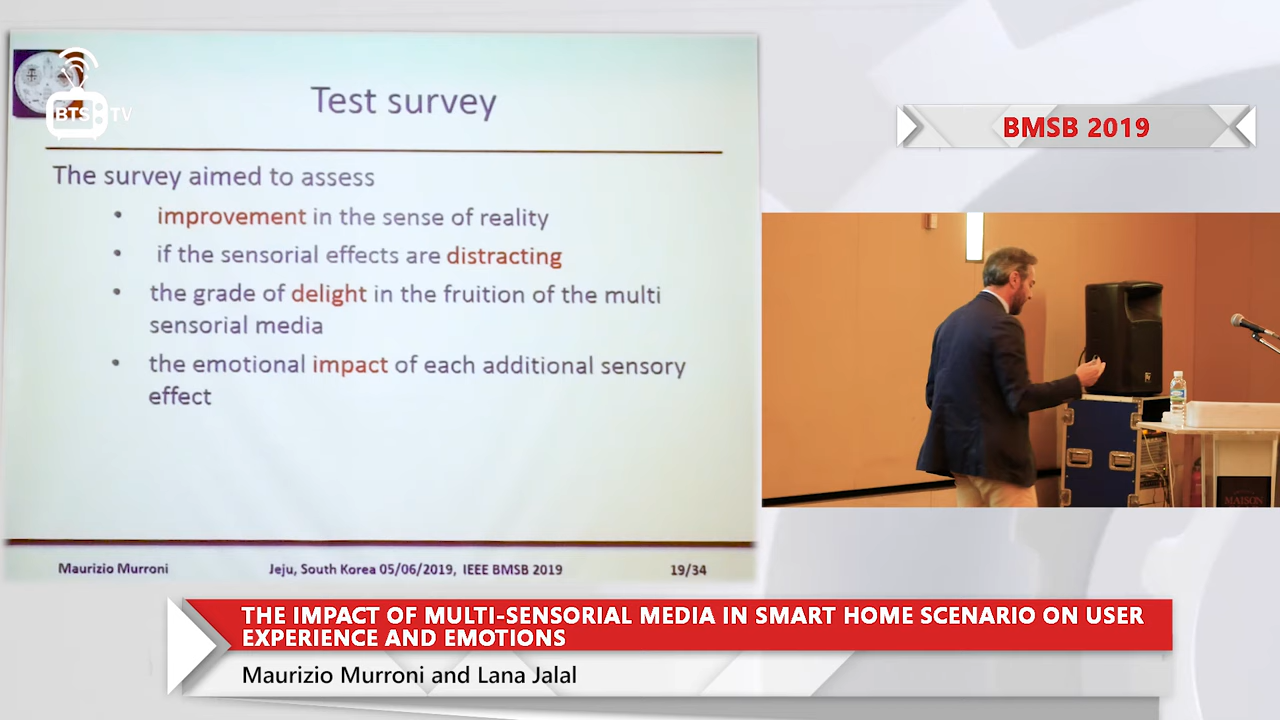 BTS TV
Test survey
The survey aimed to assess
• improvement in the sense of reality
• if the sensorial effects are distracting
• the grade of delight in the fruition of the multi
sensorial media
• the emotional impact of each additional sensory
effect
Maurizio Murroni Jeju, South Korea 05/06/2019, IEEE BMSB 2019 19/34
BMSB 2019
MAISON
THE IMPACT OF MULTI-SENSORIAL MEDIA IN SMART HOME SCENARIO ON USER
EXPERIENCE AND EMOTIONS
Maurizio Murroni and Lana Jalal